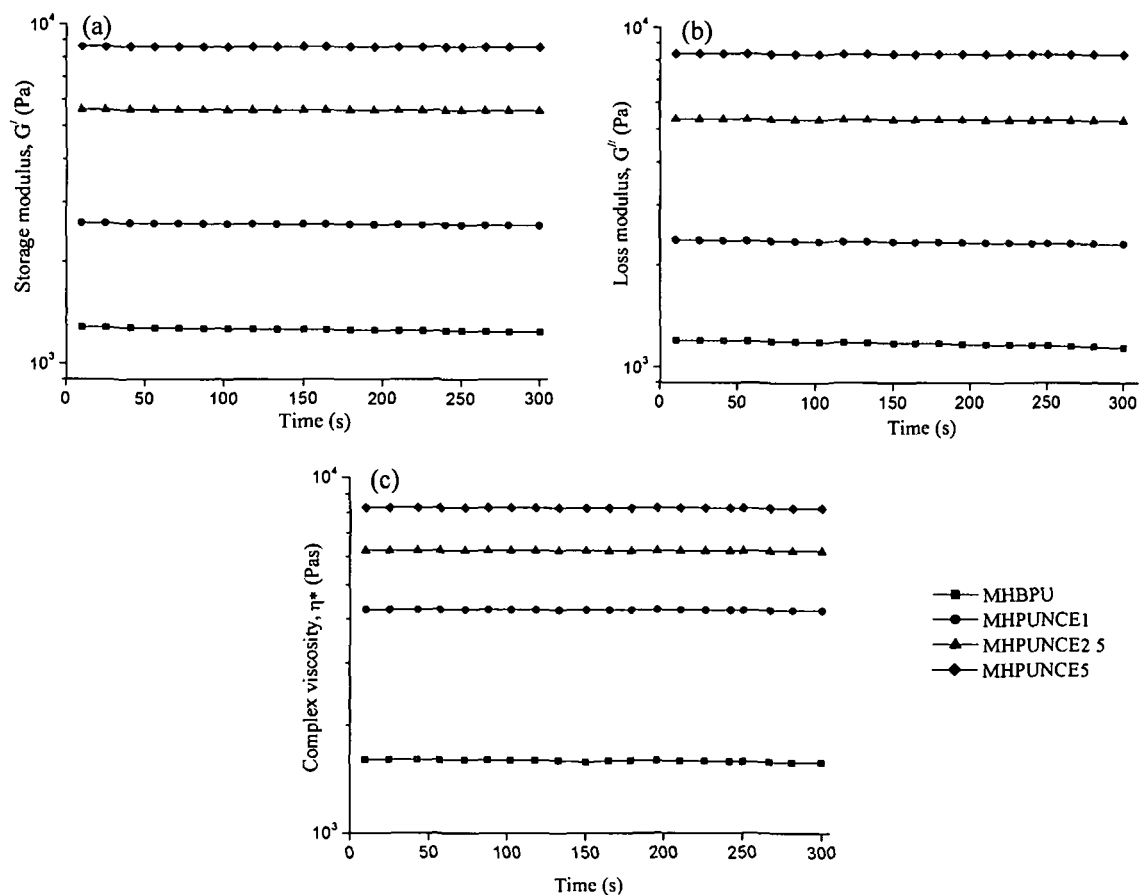 (a)
10⁴
10³
Storage modulus, G′ (Pa)
0 50 100 150 200 250 300
Time (s)
(b)
10⁴
10³
Loss modulus, G″ (Pa)
0 50 100 150 200 250 300
Time (s)
(c)
10⁴
10³
Complex viscosity, η* (Pas)
0 50 100 150 200 250 300
Time (s)
MHBPU
MHPUNCE1
MHPUNCE2 5
MHPUNCE5